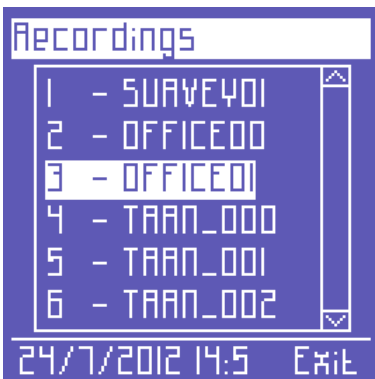 Recordings
1 - SURVEY01
2 - OFFICE00
3 - OFFICE01
4 - TRAN_000
5 - TRAN_001
6 - TRAN_002
24/7/2012 14:5 Exit